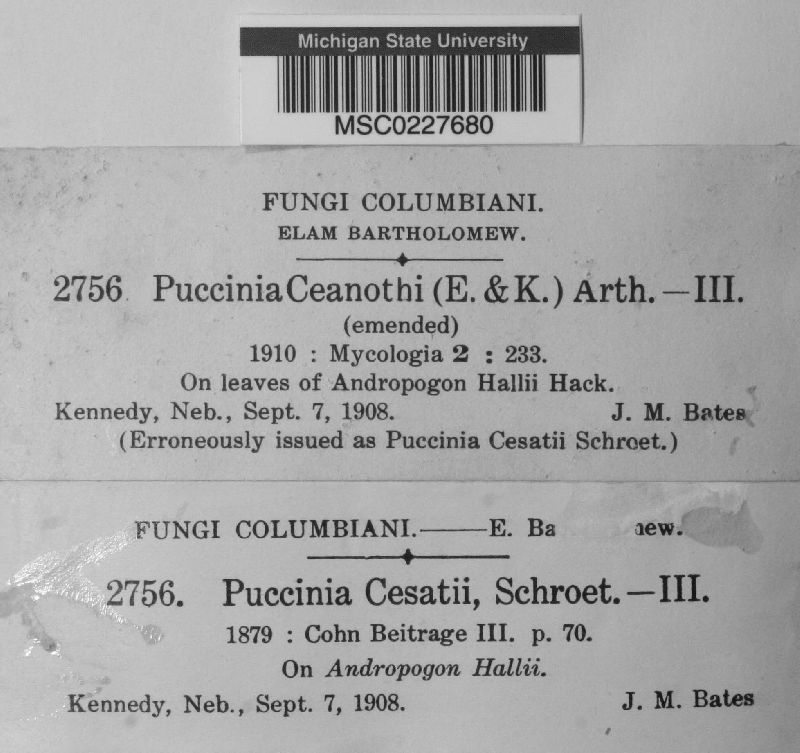 Michigan State University
MSC0227680
FUNGI COLUMBIANI.
ELAM BARTHOLOMEW.
2756. Puccinia Ceanothi (E. & K.) Arth.—III.
(emended)
1910 : Mycologia 2 : 233.
On leaves of Andropogon Hallii Hack.
Kennedy, Neb., Sept. 7, 1908. J. M. Bates
(Erroneously issued as Puccinia Cesatii Schroet.)
FUNGI COLUMBIANI.——E.
2756. Puccinia Cesatii, Schroet.—III.
1879 : Cohn Beitrage III. p. 70.
On Andropogon Hallii.
Kennedy, Neb., Sept. 7, 1908. J. M. Bates